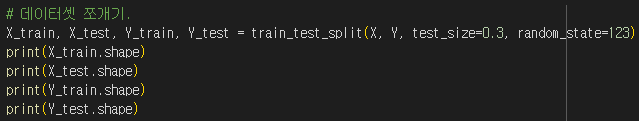 # 데이터셋 쪼개기.
X_train, X_test, Y_train, Y_test = train_test_split(X, Y, test_size=0.3, random_state=123)
print(X_train.shape)
print(X_test.shape)
print(Y_train.shape)
print(Y_test.shape)